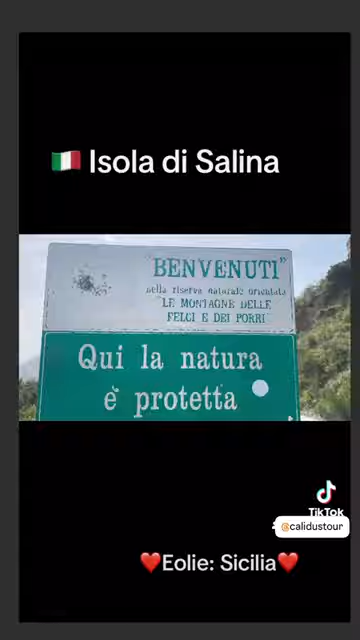 🇮🇹 Isola di Salina
"BENVENUTI"
nella riserva naturale orientata
"LE MONTAGNE DELLE
FELCI E DEI PORRI"
Qui la natura
è protetta
TikTok
@calidustour
❤️Eolie: Sicilia❤️